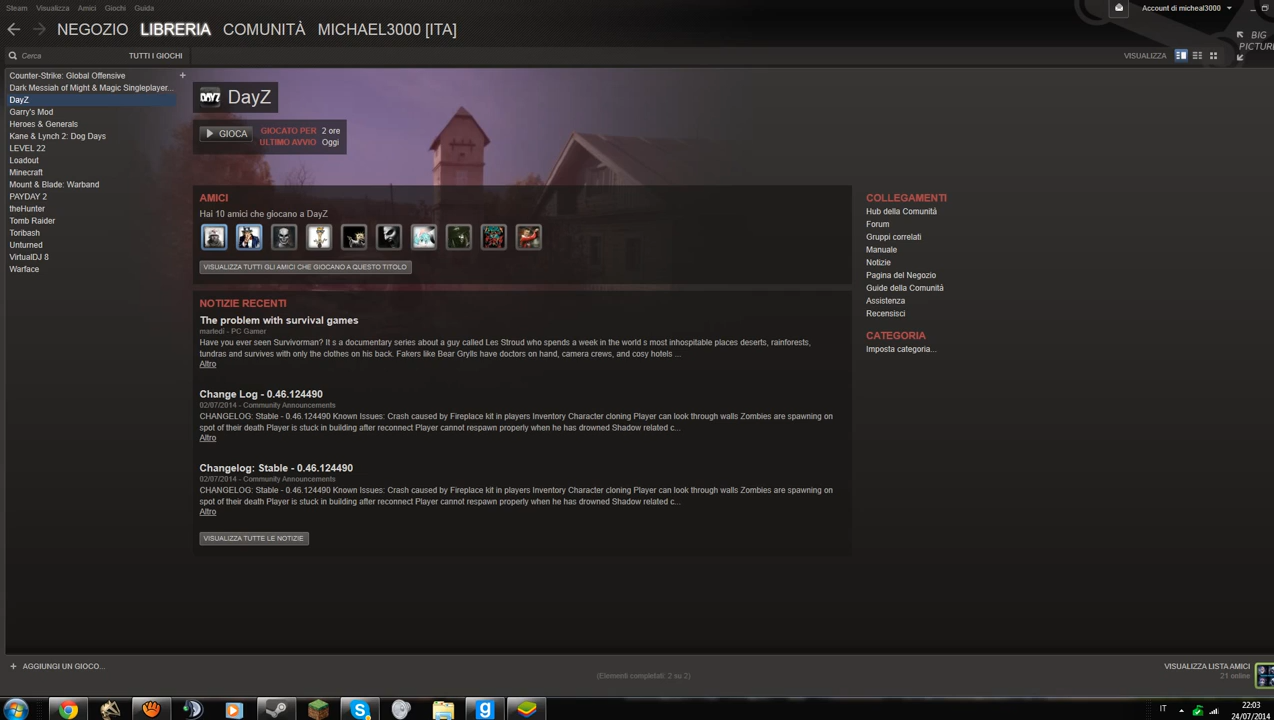 Steam Visualizza Amici Giochi Guida
Account di micheal3000
NEGOZIO LIBRERIA COMUNITÀ MICHAEL3000 [ITA]
BIG PICTURE
Cerca TUTTI I GIOCHI
VISUALIZZA
Counter-Strike: Global Offensive
Dark Messiah of Might & Magic Singleplayer...
DayZ
Garry's Mod
Heroes & Generals
Kane & Lynch 2: Dog Days
LEVEL 22
Loadout
Minecraft
Mount & Blade: Warband
PAYDAY 2
theHunter
Tomb Raider
Toribash
Unturned
VirtualDJ 8
Warface
DAYZ DayZ
GIOCA
GIOCATO PER 2 ore
ULTIMO AVVIO Oggi
AMICI
Hai 10 amici che giocano a DayZ
VISUALIZZA TUTTI GLI AMICI CHE GIOCANO A QUESTO TITOLO
NOTIZIE RECENTI
The problem with survival games
martedì - PC Gamer
Have you ever seen Survivorman? It s a documentary series about a guy called Les Stroud who spends a week in the world s most inhospitable places deserts, rainforests,
tundras and survives with only the clothes on his back. Fakers like Bear Grylls have doctors on hand, camera crews, and cosy hotels ...
Altro
Change Log - 0.46.124490
02/07/2014 - Community Announcements
CHANGELOG: Stable - 0.46.124490 Known Issues: Crash caused by Fireplace kit in players Inventory Character cloning Player can look through walls Zombies are spawning on
spot of their death Player is stuck in building after reconnect Player cannot respawn properly when he has drowned Shadow related c...
Altro
Changelog: Stable - 0.46.124490
02/07/2014 - Community Announcements
CHANGELOG: Stable - 0.46.124490 Known Issues: Crash caused by Fireplace kit in players Inventory Character cloning Player can look through walls Zombies are spawning on
spot of their death Player is stuck in building after reconnect Player cannot respawn properly when he has drowned Shadow related c...
Altro
VISUALIZZA TUTTE LE NOTIZIE
COLLEGAMENTI
Hub della Comunità
Forum
Gruppi correlati
Manuale
Notizie
Pagina del Negozio
Guide della Comunità
Assistenza
Recensisci
CATEGORIA
Imposta categoria...
+ AGGIUNGI UN GIOCO...
(Elementi completati: 2 su 2)
VISUALIZZA LISTA AMICI
21 online
IT
22:03
24/07/2014